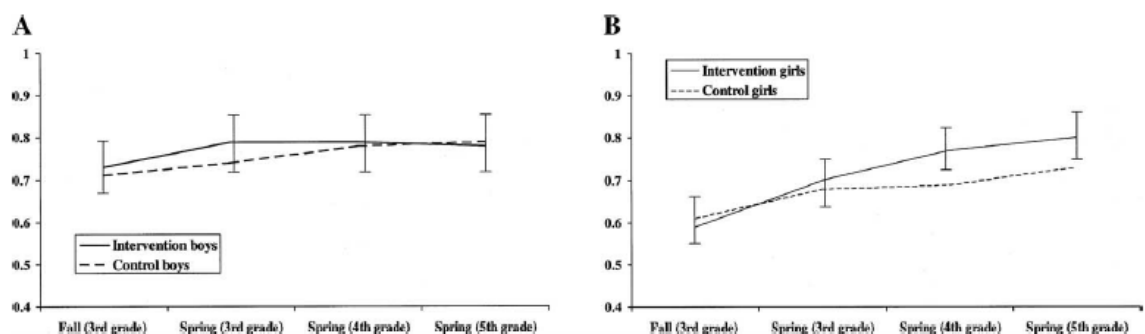 A
1
0.9
0.8
0.7
0.6
0.5
0.4
Intervention boys
Control boys
Fall (3rd grade)
Spring (3rd grade)
Spring (4th grade)
Spring (5th grade)
B
1
0.9
0.8
0.7
0.6
0.5
0.4
Intervention girls
Control girls
Fall (3rd grade)
Spring (3rd grade)
Spring (4th grade)
Spring (5th grade)